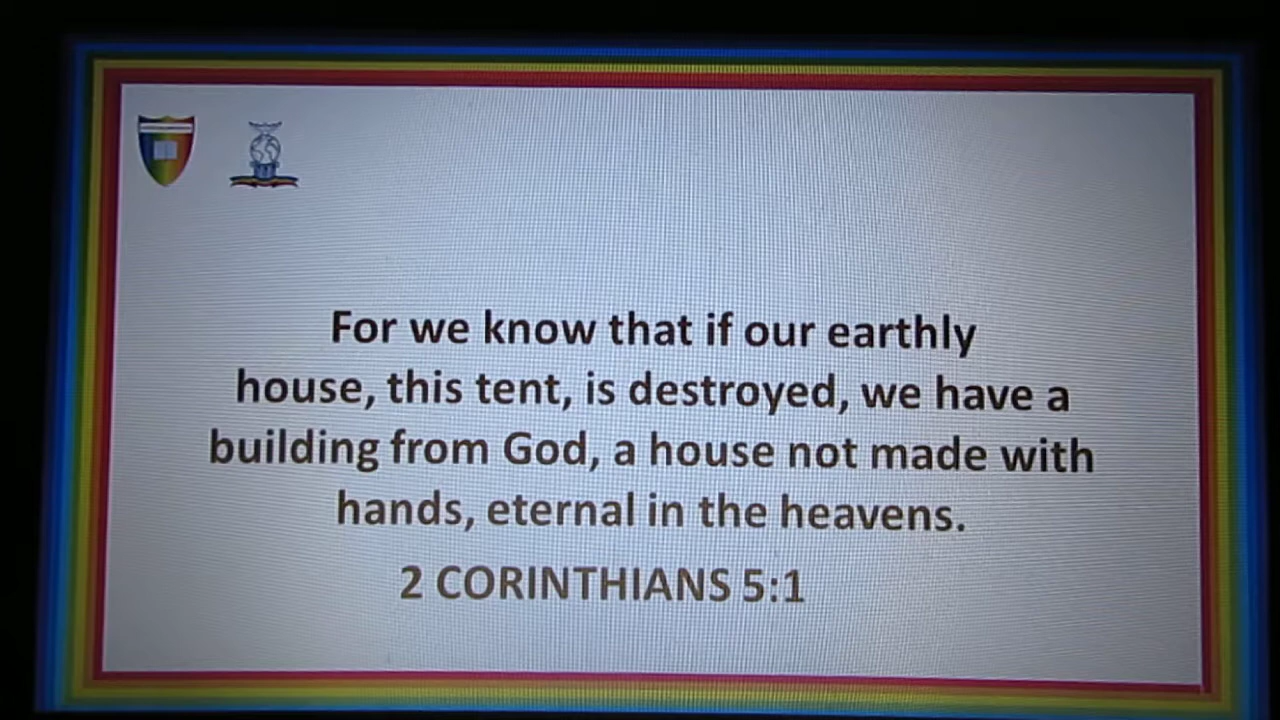 For we know that if our earthly
house, this tent, is destroyed, we have a
building from God, a house not made with
hands, eternal in the heavens.
2 CORINTHIANS 5:1